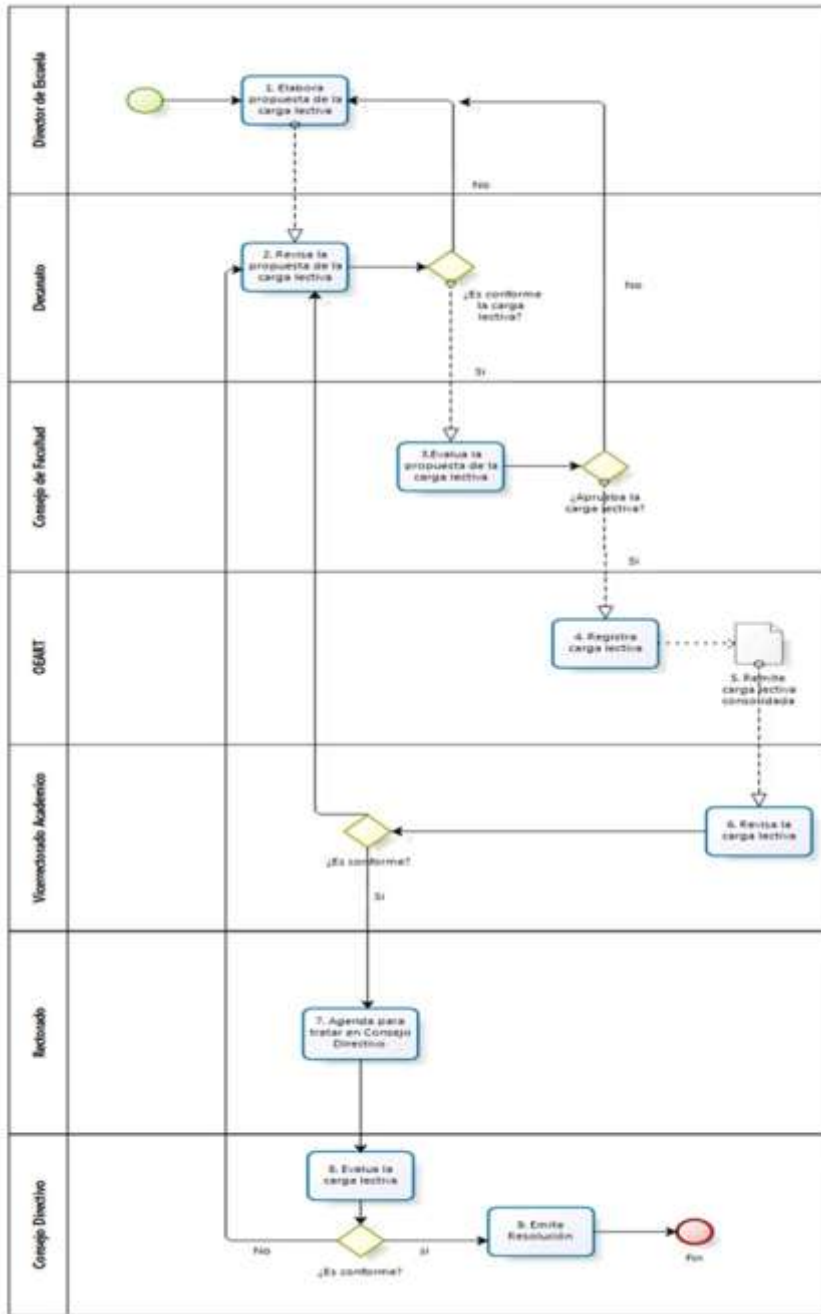 Director de Escuela
1. Elabora
propuesta de la
carga lectiva
No
Decanato
2. Revisa la
propuesta de la
carga lectiva
¿Es conforme
la carga
lectiva?
No
Si
Consejo de Facultad
3.Evalua la
propuesta de la
carga lectiva
¿Aprueba la
carga lectiva?
Si
OEART
4. Registra
carga lectiva
5. Remite
carga lectiva
consolidada
Vicerrectorado Academico
6. Revisa la
carga lectiva
¿Es conforme?
Si
Rectorado
7. Agenda para
tratar en Consejo
Directivo
Consejo Directivo
8. Evalua la
carga lectiva
No
si
9. Emite
Resolución
Fin
¿Es conforme?